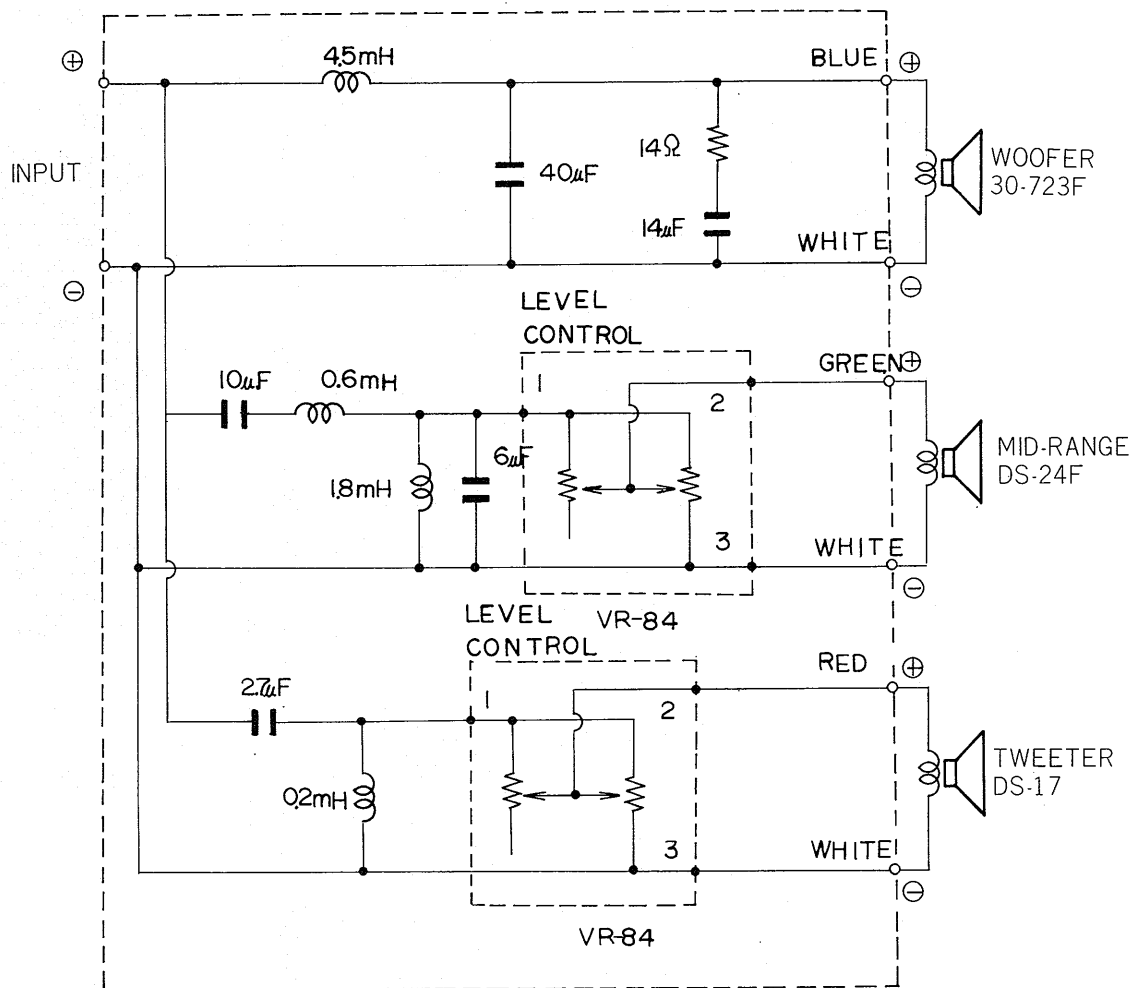 ⊕
4.5mH
BLUE
⊕
INPUT
14Ω
40μF
WOOFER
30-723F
14μF
WHITE
⊖
⊖
LEVEL
CONTROL
10μF
0.6mH
1
2
GREEN
⊕
6μF
1.8mH
MID-RANGE
DS-24F
3
WHITE
⊖
VR-84
LEVEL
CONTROL
RED
⊕
2.7μF
1
2
0.2mH
TWEETER
DS-17
3
WHITE
⊖
VR-84